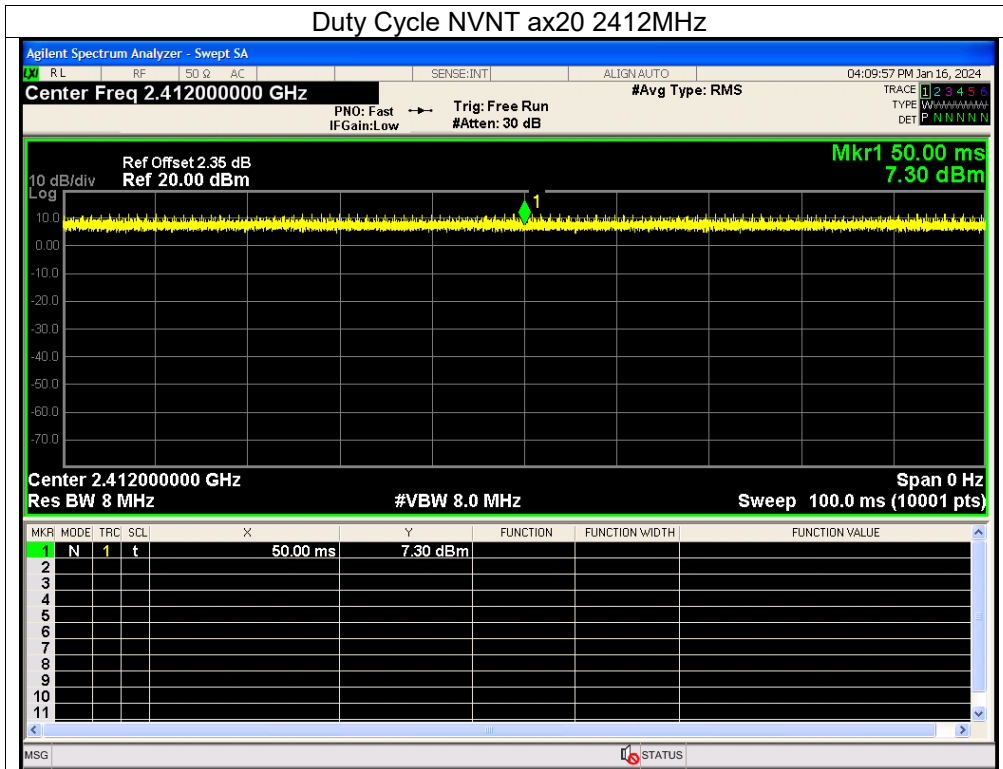 Duty Cycle NVNT ax20 2412MHz
Agilent Spectrum Analyzer - Swept SA
LXI RL RF 50 Ω AC SENSE:INT ALIGN AUTO 04:09:57 PM Jan 16, 2024
Center Freq 2.412000000 GHz #Avg Type: RMS TRACE 1 2 3 4 5 6
PNO: Fast Trig: Free Run TYPE WWWWWW
IFGain:Low #Atten: 30 dB DET P N N N N N
Mkr1 50.00 ms
Ref Offset 2.35 dB
10 dB/div Ref 20.00 dBm 7.30 dBm
Log
1
10.0
0.00
-10.0
-20.0
-30.0
-40.0
-50.0
-60.0
-70.0
Center 2.412000000 GHz Span 0 Hz
Res BW 8 MHz #VBW 8.0 MHz Sweep 100.0 ms (10001 pts)
MKR MODE TRC SCL X Y FUNCTION FUNCTION WIDTH FUNCTION VALUE
1 N 1 t 50.00 ms 7.30 dBm
2
3
4
5
6
7
8
9
10
11
MSG STATUS